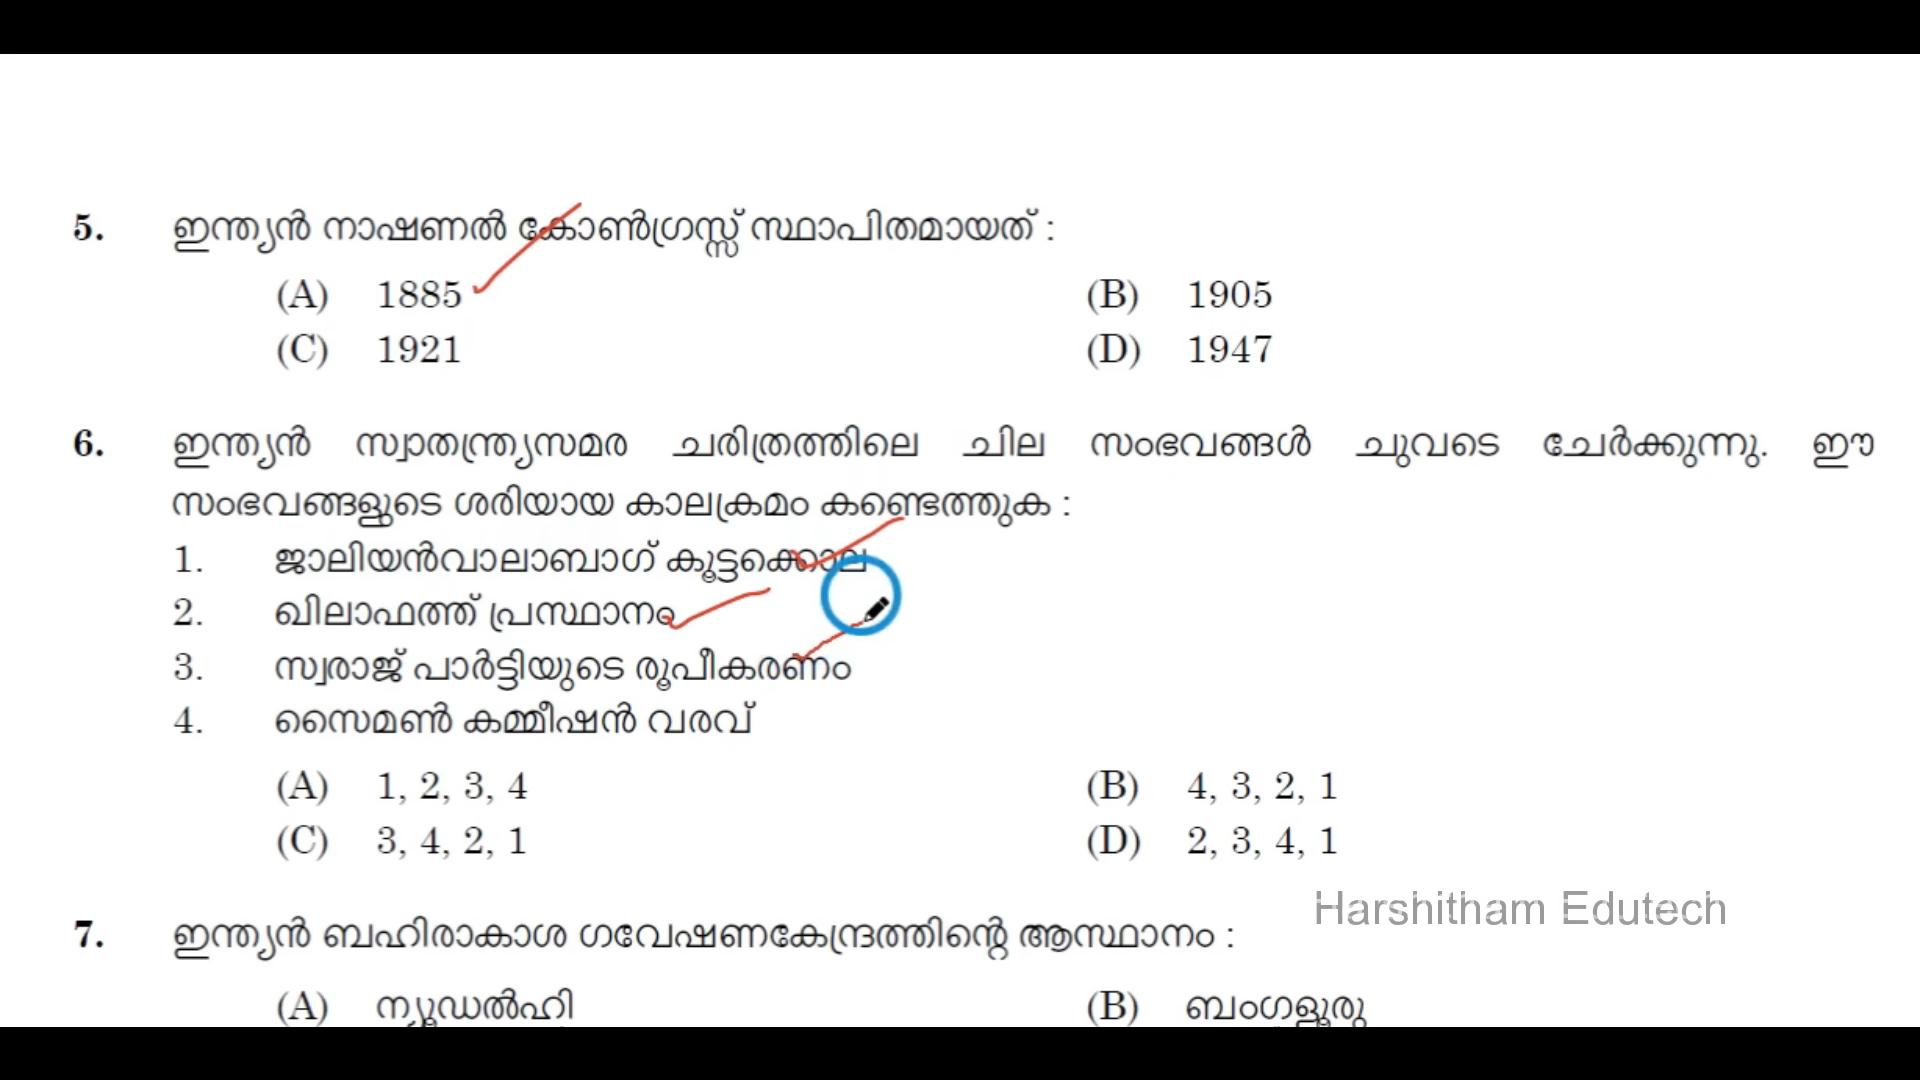 5. ഇന്ത്യൻ നാഷണൽ കോൺഗ്രസ്സ് സ്ഥാപിതമായത് :
(A) 1885 (B) 1905
(C) 1921 (D) 1947
6. ഇന്ത്യൻ സ്വാതന്ത്ര്യസമര ചരിത്രത്തിലെ ചില സംഭവങ്ങൾ ചുവടെ ചേർക്കുന്നു. ഈ
സംഭവങ്ങളുടെ ശരിയായ കാലക്രമം കണ്ടെത്തുക :
1. ജാലിയൻവാലാബാഗ് കൂട്ടക്കൊല
2. ഖിലാഫത്ത് പ്രസ്ഥാനം
3. സ്വരാജ് പാർട്ടിയുടെ രൂപീകരണം
4. സൈമൺ കമ്മീഷൻ വരവ്
(A) 1, 2, 3, 4 (B) 4, 3, 2, 1
(C) 3, 4, 2, 1 (D) 2, 3, 4, 1
Harshitham Edutech
7. ഇന്ത്യൻ ബഹിരാകാശ ഗവേഷണകേന്ദ്രത്തിന്റെ ആസ്ഥാനം :
(A) ന്യൂഡൽഹി (B) ബംഗളൂരു